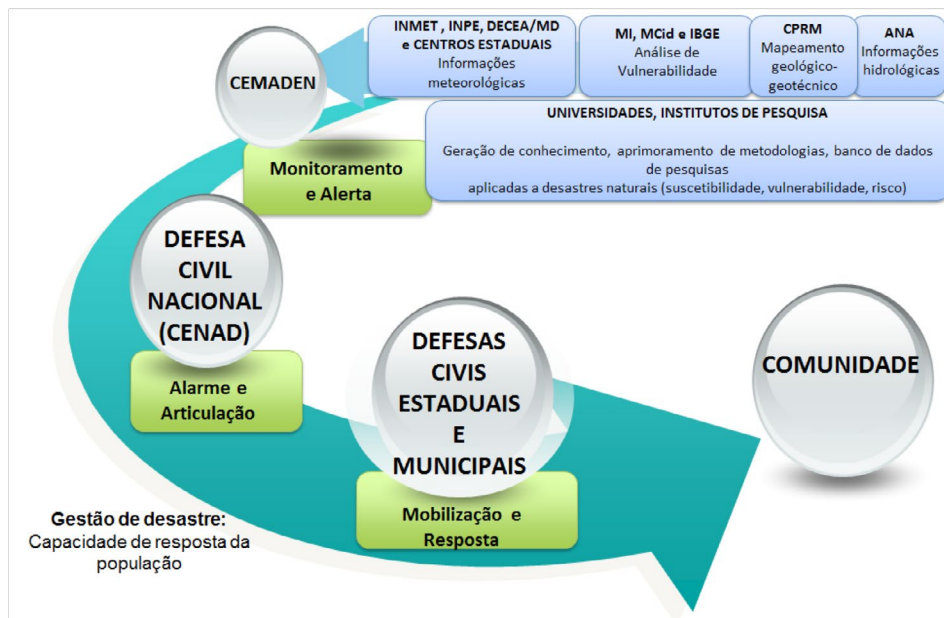 INMET , INPE, DECEA/MD
e CENTROS ESTADUAIS
Informações
meteorológicas
MI, MCid e IBGE
Análise de
Vulnerabilidade
CPRM
Mapeamento
geológico-
geotécnico
ANA
Informações
hidrológicas
CEMADEN
UNIVERSIDADES, INSTITUTOS DE PESQUISA
Geração de conhecimento, aprimoramento de metodologias, banco de dados
de pesquisas
aplicadas a desastres naturais (suscetibilidade, vulnerabilidade, risco)
Monitoramento
e Alerta
DEFESA
CIVIL
NACIONAL
(CENAD)
Alarme e
Articulação
DEFESAS
CIVIS
ESTADUAIS
E
MUNICIPAIS
Mobilização e
Resposta
COMUNIDADE
Gestão de desastre:
Capacidade de resposta da
população